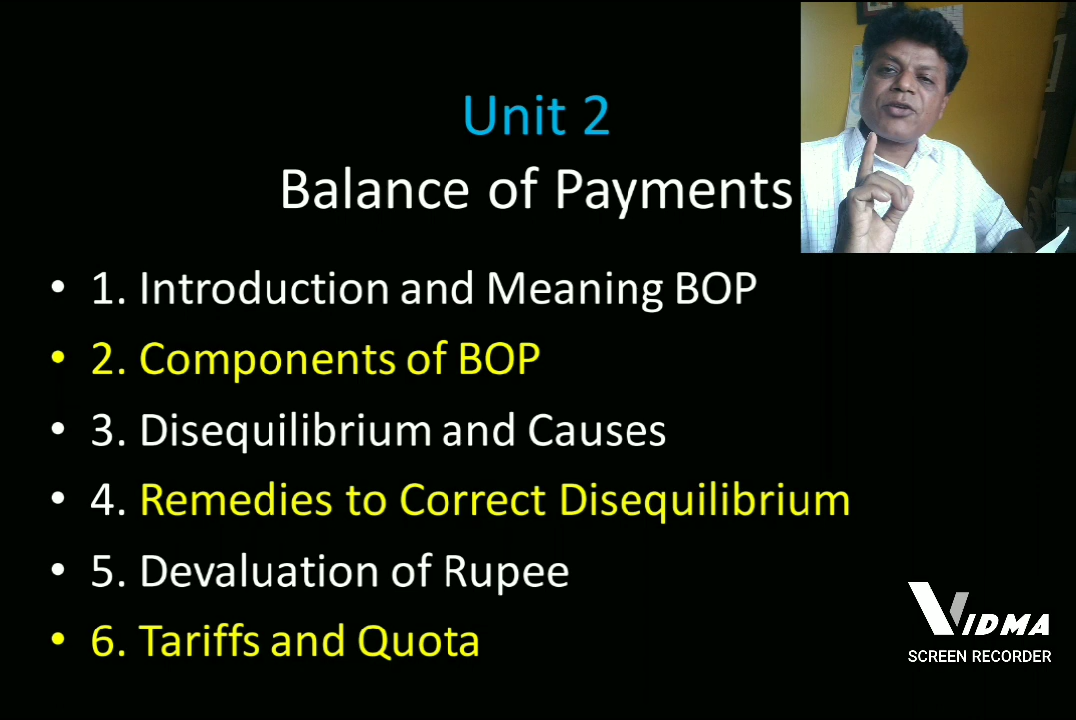 Unit 2
Balance of Payments
• 1. Introduction and Meaning BOP
• 2. Components of BOP
• 3. Disequilibrium and Causes
• 4. Remedies to Correct Disequilibrium
• 5. Devaluation of Rupee
• 6. Tariffs and Quota
VIDMA
SCREEN RECORDER